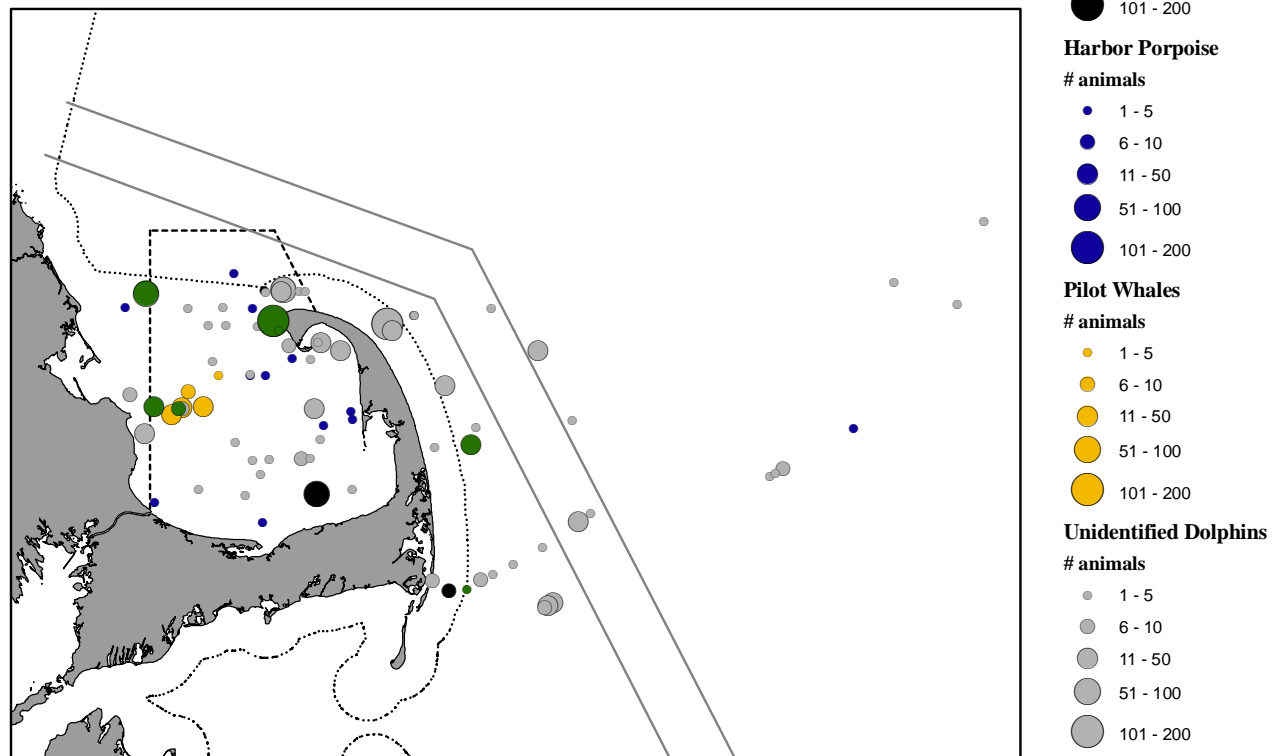 101 - 200
Harbor Porpoise
# animals
1 - 5
6 - 10
11 - 50
51 - 100
101 - 200
Pilot Whales
# animals
1 - 5
6 - 10
11 - 50
51 - 100
101 - 200
Unidentified Dolphins
# animals
1 - 5
6 - 10
11 - 50
51 - 100
101 - 200